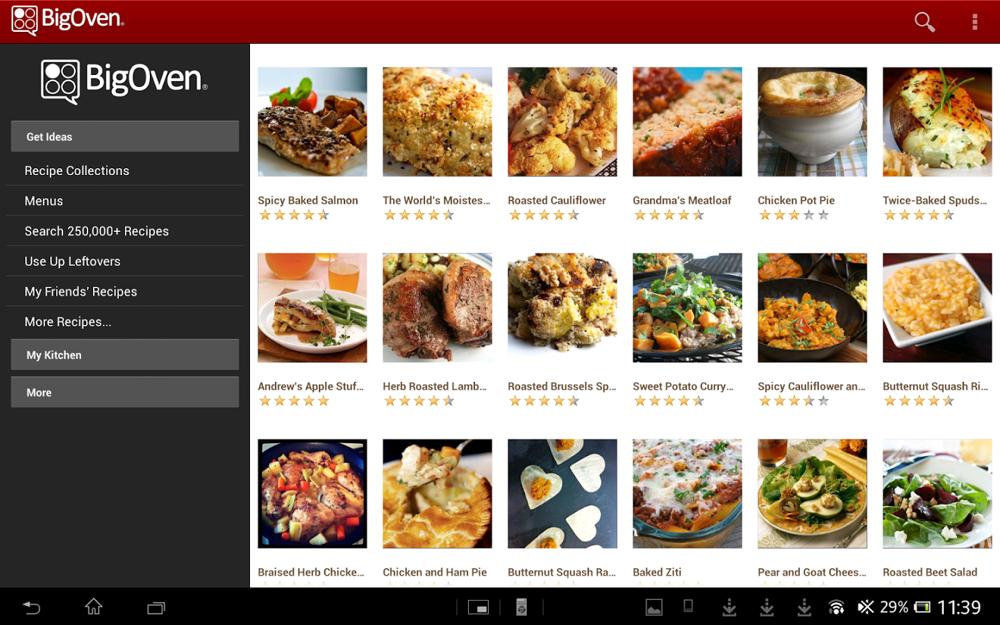 BigOven®
BigOven®
Get Ideas
Recipe Collections
Menus
Search 250,000+ Recipes
Use Up Leftovers
My Friends' Recipes
More Recipes...
My Kitchen
More
Spicy Baked Salmon
The World's Moistes...
Roasted Cauliflower
Grandma's Meatloaf
Chicken Pot Pie
Twice-Baked Spuds...
Andrew's Apple Stuf...
Herb Roasted Lamb...
Roasted Brussels Sp...
Sweet Potato Curry...
Spicy Cauliflower an...
Butternut Squash Ri...
Braised Herb Chicke...
Chicken and Ham Pie
Butternut Squash Ra...
Baked Ziti
Pear and Goat Chees...
Roasted Beet Salad
29% 11:39